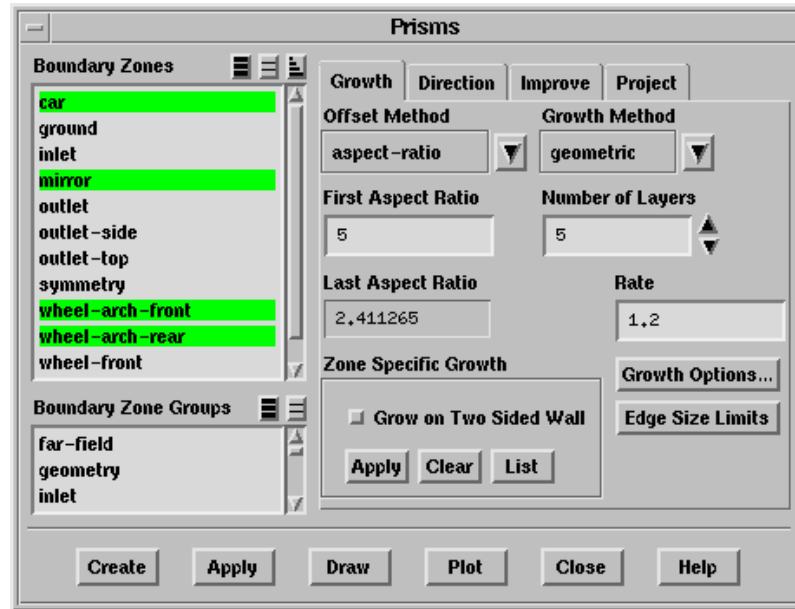 Prisms
Boundary Zones
car
ground
inlet
mirror
outlet
outlet-side
outlet-top
symmetry
wheel-arch-front
wheel-arch-rear
wheel-front
Boundary Zone Groups
far-field
geometry
inlet
Growth Direction Improve Project
Offset Method Growth Method
aspect-ratio geometric
First Aspect Ratio Number of Layers
5 5
Last Aspect Ratio Rate
2.411265 1.2
Zone Specific Growth
Growth Options...
Grow on Two Sided Wall
Edge Size Limits
Apply Clear List
Create Apply Draw Plot Close Help